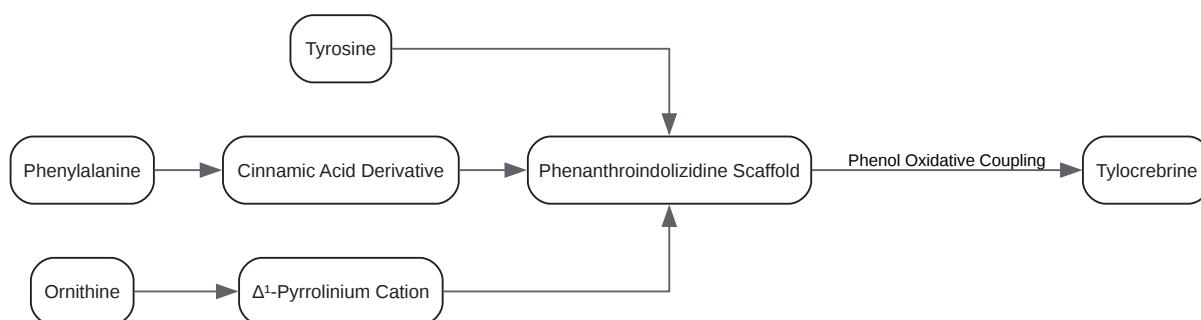 Tyrosine
Phenylalanine
Cinnamic Acid Derivative
Phenanthroindolizidine Scaffold
Phenol Oxidative Coupling
Tylocrebrine
Ornithine
Δ¹-Pyrrolinium Cation